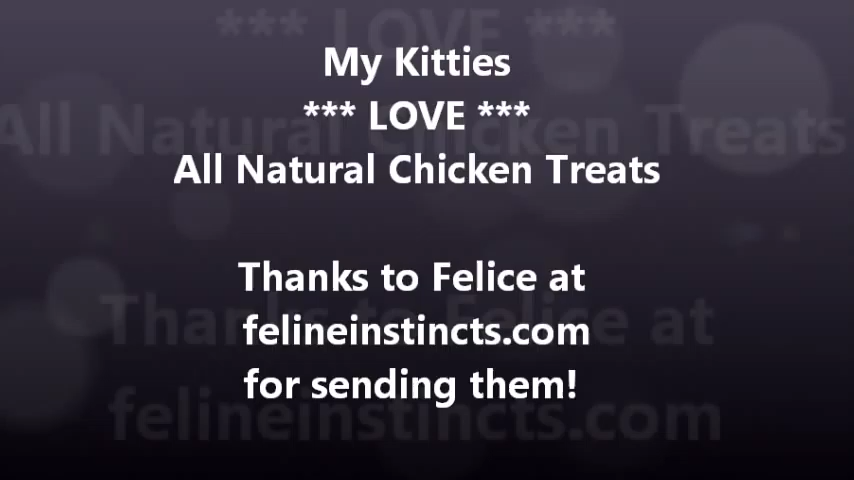 My Kitties
*** LOVE ***
All Natural Chicken Treats
Thanks to Felice at
felineinstincts.com
for sending them!